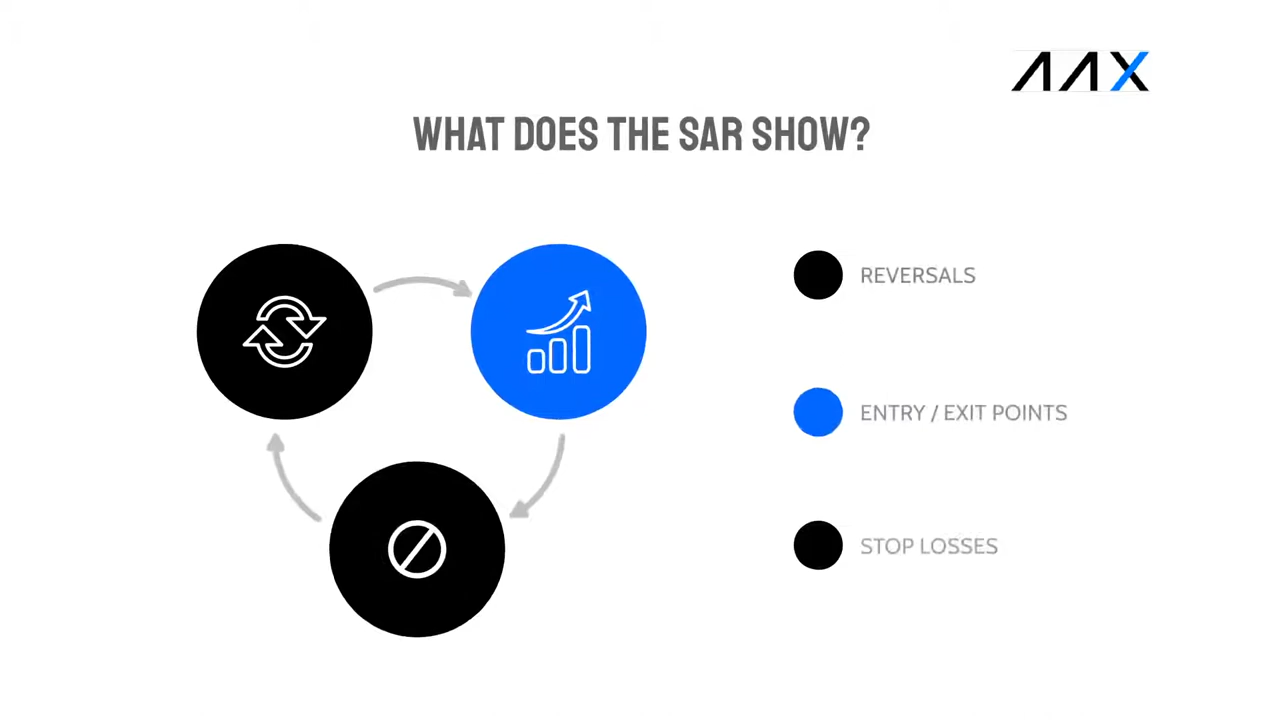 AAX
WHAT DOES THE SAR SHOW?
REVERSALS
ENTRY / EXIT POINTS
STOP LOSSES